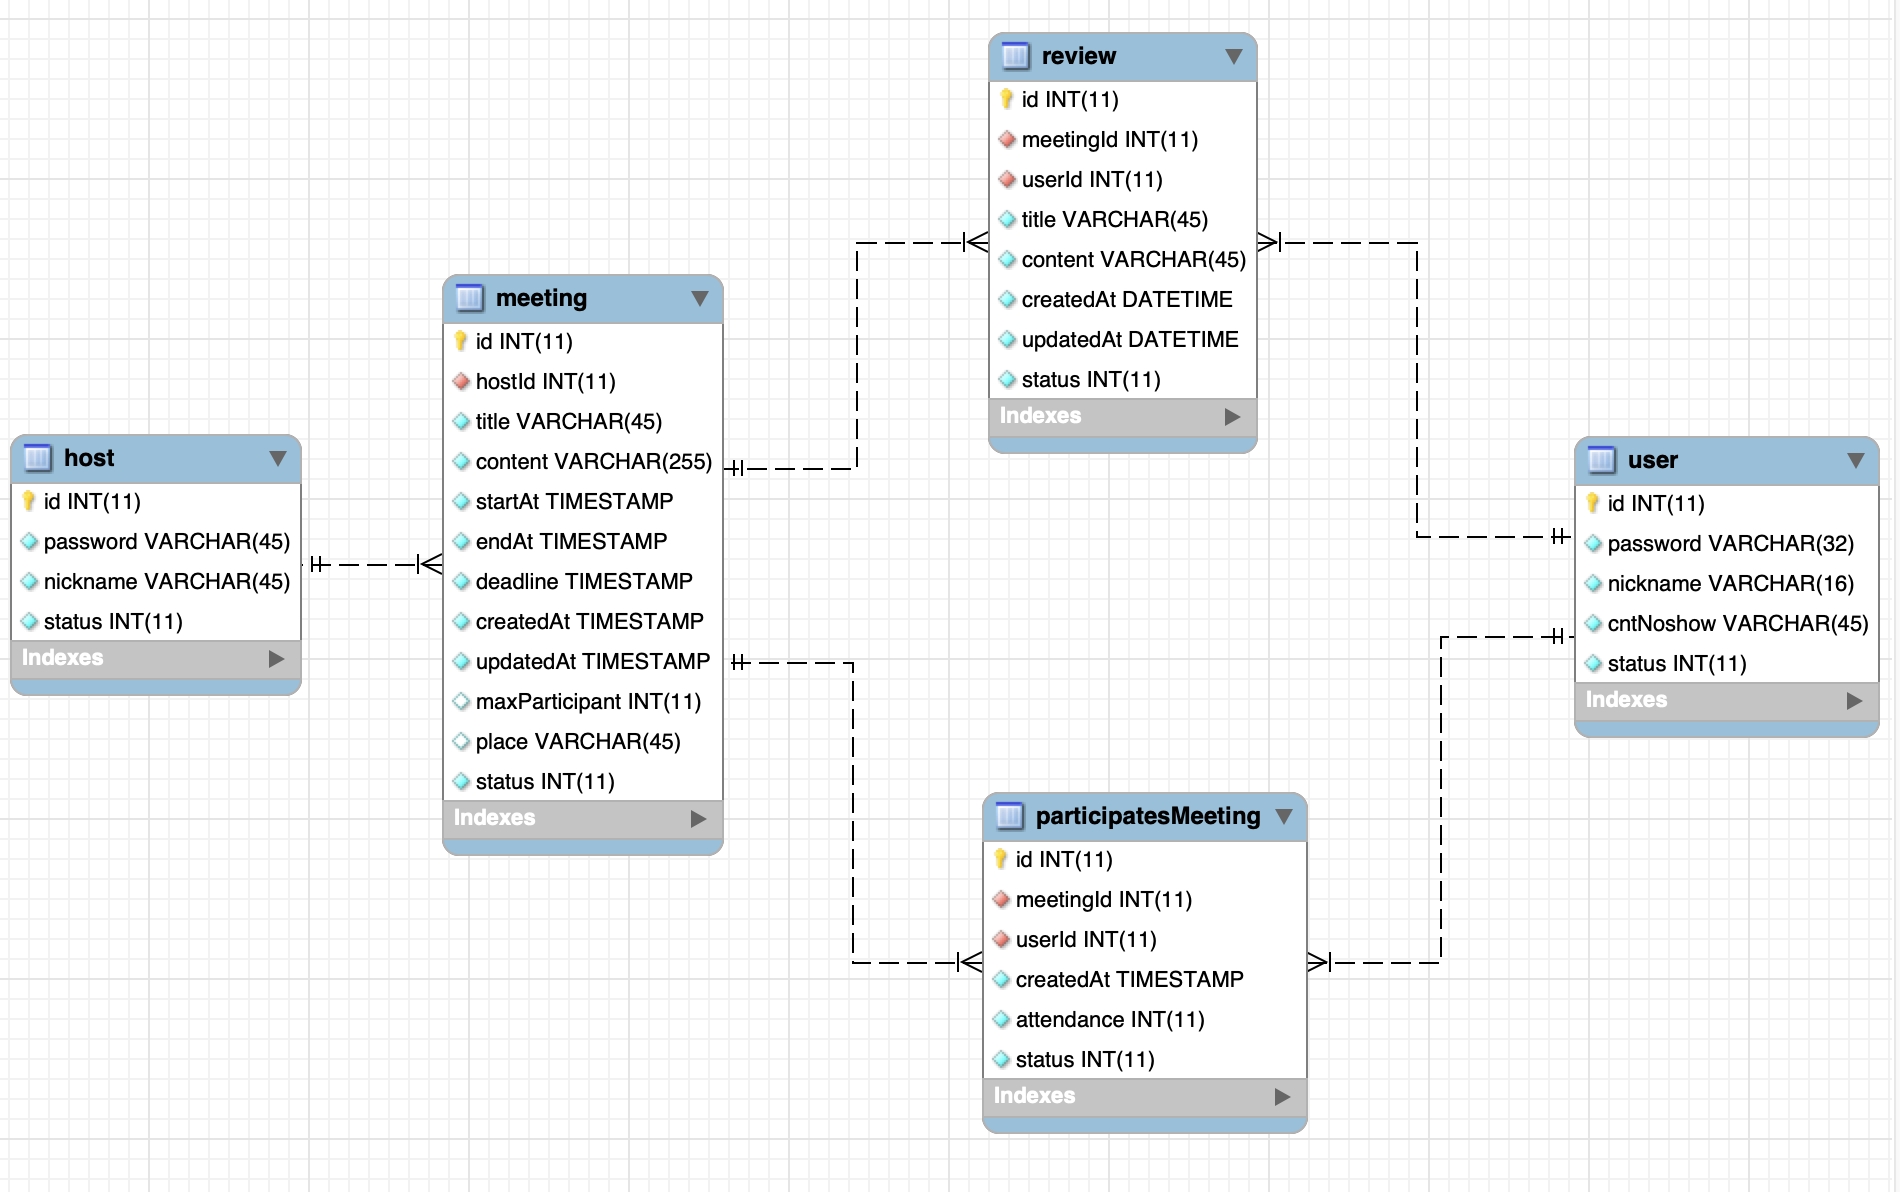 review
id INT(11)
meetingId INT(11)
userId INT(11)
title VARCHAR(45)
content VARCHAR(45)
createdAt DATETIME
updatedAt DATETIME
status INT(11)
Indexes
meeting
id INT(11)
hostId INT(11)
title VARCHAR(45)
content VARCHAR(255)
startAt TIMESTAMP
endAt TIMESTAMP
deadline TIMESTAMP
createdAt TIMESTAMP
updatedAt TIMESTAMP
maxParticipant INT(11)
place VARCHAR(45)
status INT(11)
Indexes
host
id INT(11)
password VARCHAR(45)
nickname VARCHAR(45)
status INT(11)
Indexes
user
id INT(11)
password VARCHAR(32)
nickname VARCHAR(16)
cntNoshow VARCHAR(45)
status INT(11)
Indexes
participatesMeeting
id INT(11)
meetingId INT(11)
userId INT(11)
createdAt TIMESTAMP
attendance INT(11)
status INT(11)
Indexes